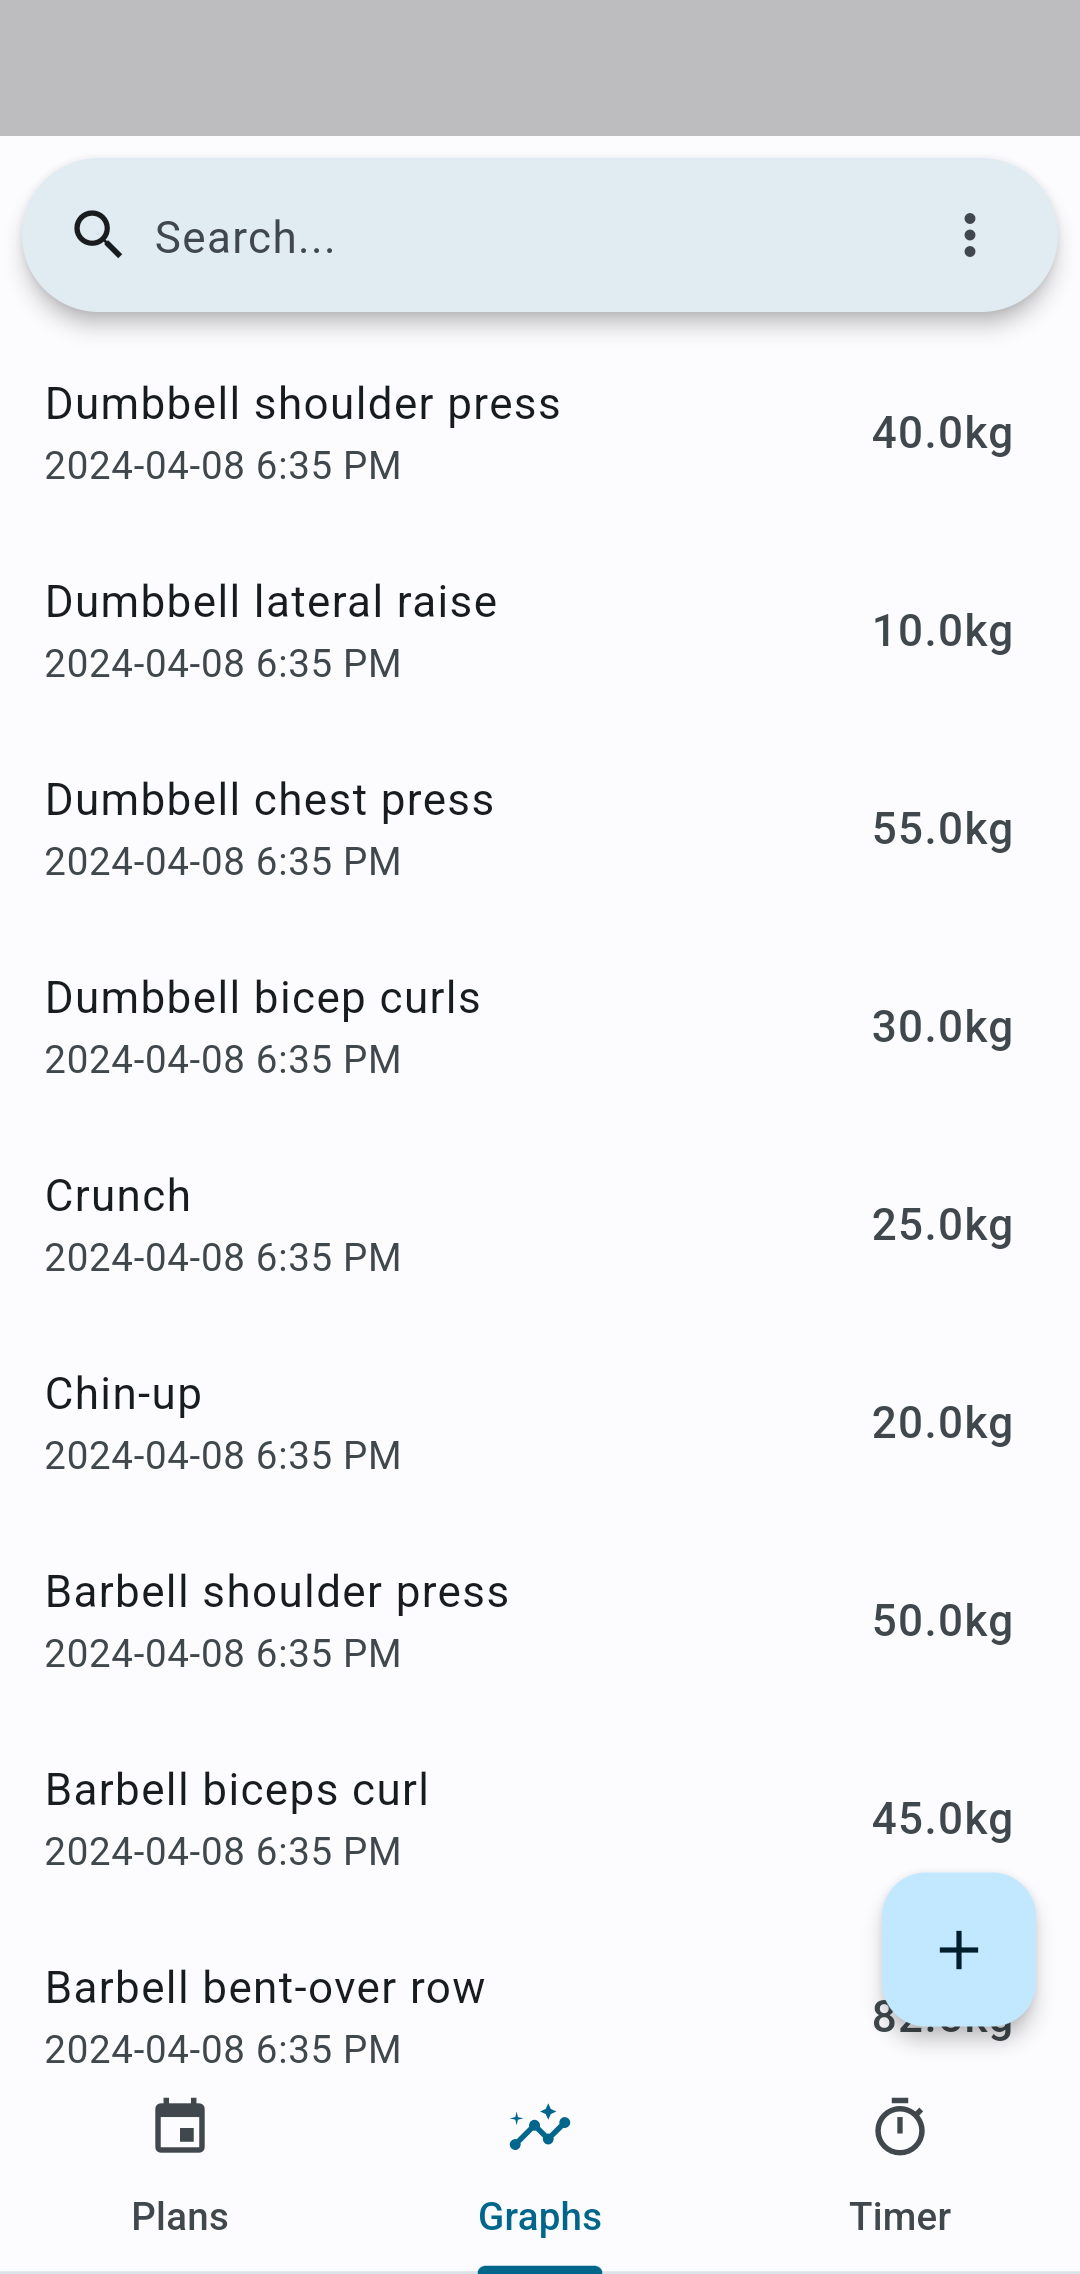 Search...
Dumbbell shoulder press
40.0kg
2024-04-08 6:35 PM
Dumbbell lateral raise
10.0kg
2024-04-08 6:35 PM
Dumbbell chest press
55.0kg
2024-04-08 6:35 PM
Dumbbell bicep curls
30.0kg
2024-04-08 6:35 PM
Crunch
25.0kg
2024-04-08 6:35 PM
Chin-up
20.0kg
2024-04-08 6:35 PM
Barbell shoulder press
50.0kg
2024-04-08 6:35 PM
Barbell biceps curl
45.0kg
2024-04-08 6:35 PM
Barbell bent-over row
2024-04-08 6:35 PM
Plans
Graphs
Timer